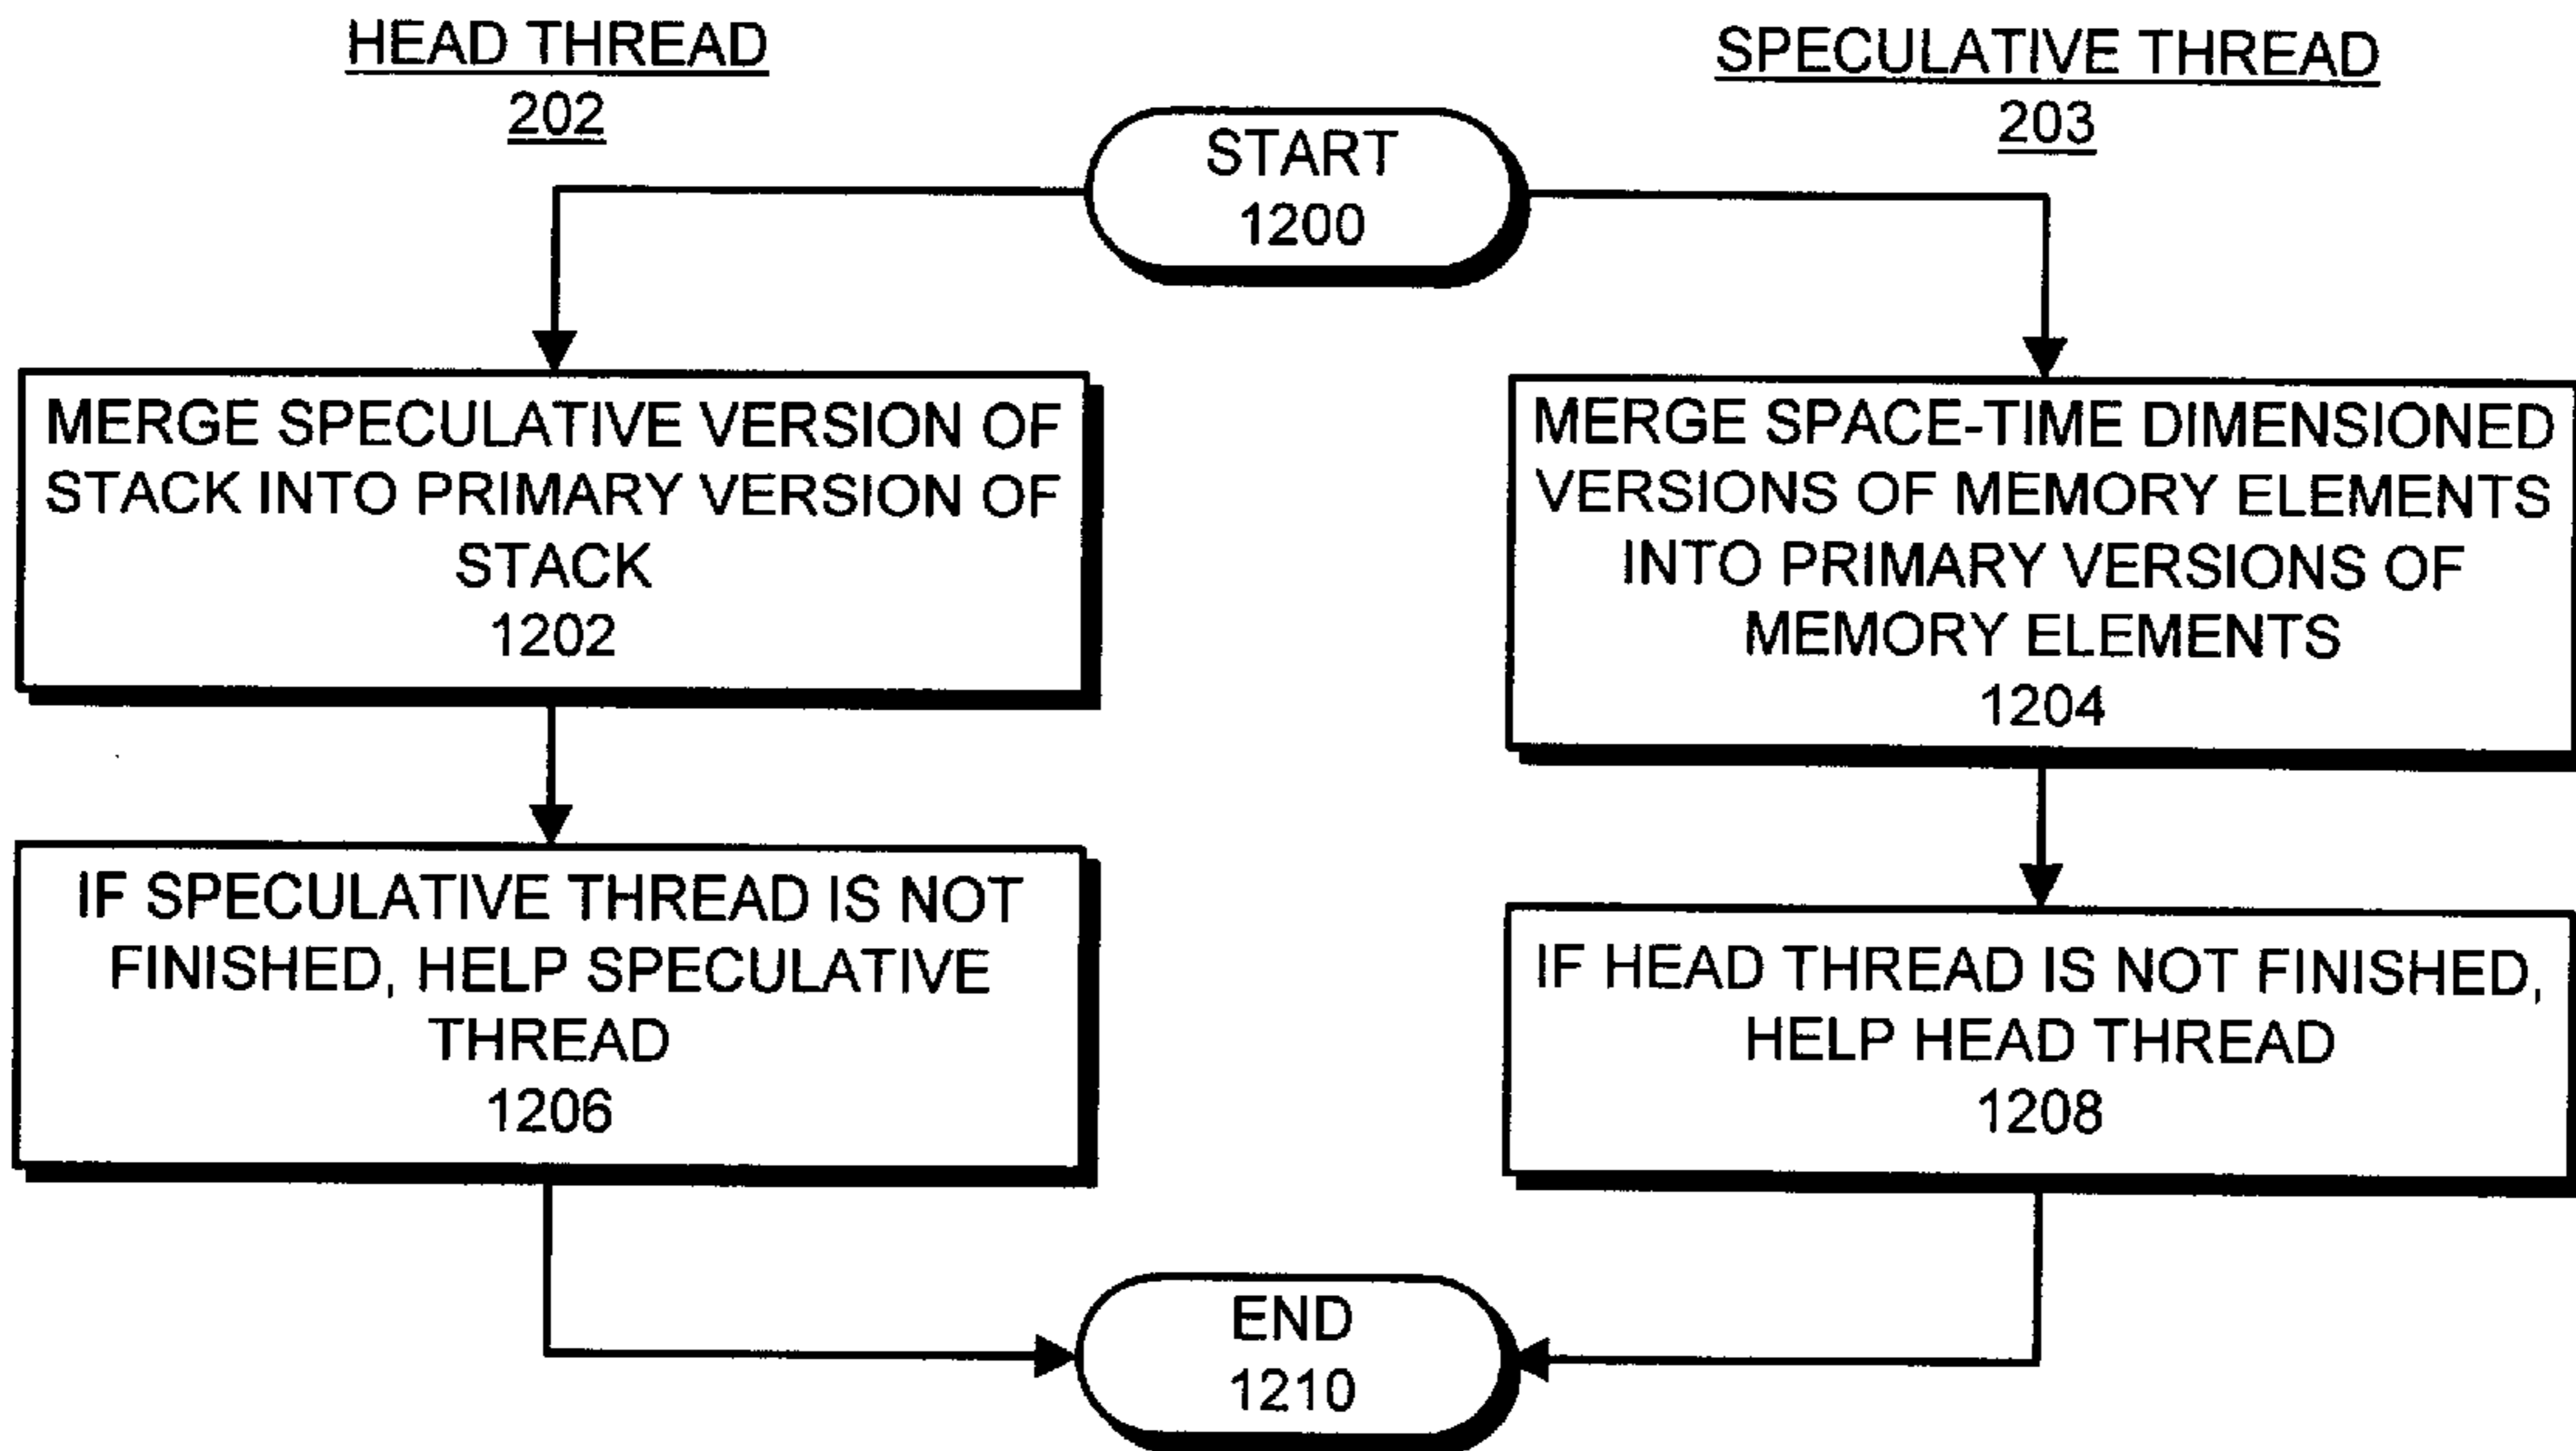 HEAD THREAD
202
SPECULATIVE THREAD
203
START
1200
MERGE SPECULATIVE VERSION OF
STACK INTO PRIMARY VERSION OF
STACK
1202
MERGE SPACE-TIME DIMENSIONED
VERSIONS OF MEMORY ELEMENTS
INTO PRIMARY VERSIONS OF
MEMORY ELEMENTS
1204
IF SPECULATIVE THREAD IS NOT
FINISHED, HELP SPECULATIVE
THREAD
1206
IF HEAD THREAD IS NOT FINISHED,
HELP HEAD THREAD
1208
END
1210